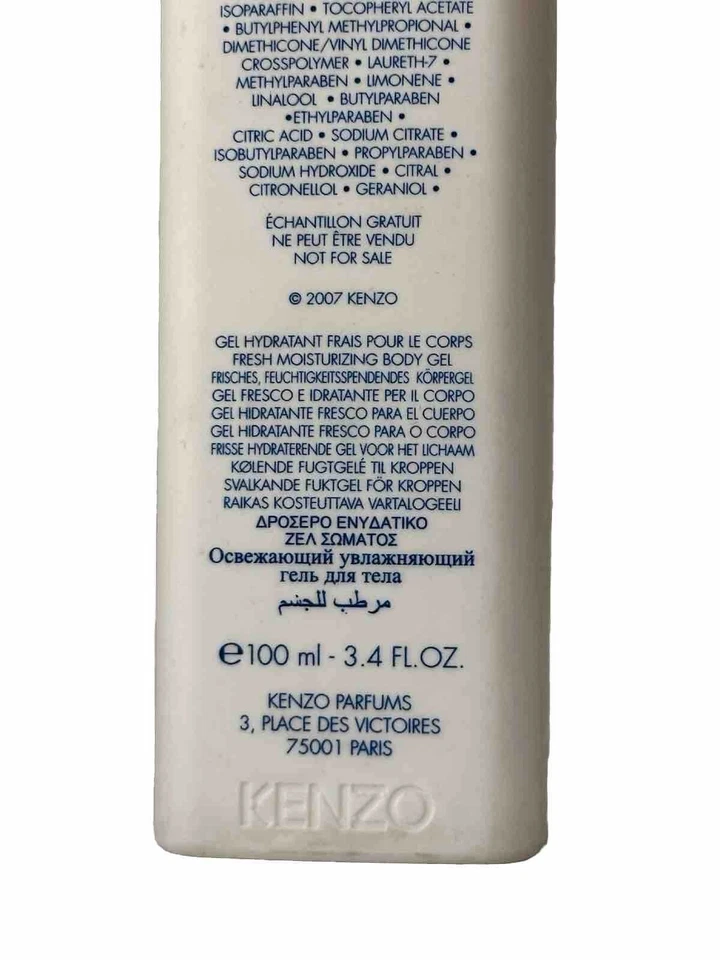 ISOPARAFFIN • TOCOPHERYL ACETATE
• BUTYLPHENYL METHYLPROPIONAL •
DIMETHICONE/VINYL DIMETHICONE
CROSSPOLYMER • LAURETH-7 •
METHYLPARABEN • LIMONENE •
LINALOOL • BUTYLPARABEN
•ETHYLPARABEN •
CITRIC ACID • SODIUM CITRATE •
ISOBUTYLPARABEN • PROPYLPARABEN •
SODIUM HYDROXIDE • CITRAL •
CITRONELLOL • GERANIOL •
ÉCHANTILLON GRATUIT
NE PEUT ÊTRE VENDU
NOT FOR SALE
© 2007 KENZO
GEL HYDRATANT FRAIS POUR LE CORPS
FRESH MOISTURIZING BODY GEL
FRISCHES, FEUCHTIGKEITSSPENDENDES KÖRPERGEL
GEL FRESCO E IDRATANTE PER IL CORPO
GEL HIDRATANTE FRESCO PARA EL CUERPO
GEL HIDRATANTE FRESCO PARA O CORPO
FRISSE HYDRATERENDE GEL VOOR HET LICHAAM
KØLENDE FUGTGELÉ TIL KROPPEN
SVALKANDE FUKTGEL FÖR KROPPEN
RAIKAS KOSTEUTTAVA VARTALOGEELI
ΔΡΟΣΕΡΟ ΕΝΥΔΑΤΙΚΟ
ΖΕΛ ΣΩΜΑΤΟΣ
Освежающий увлажняющий
гель для тела
مرطب للجسم
℮100 ml - 3.4 FL.OZ.
KENZO PARFUMS
3, PLACE DES VICTOIRES
75001 PARIS
KENZO